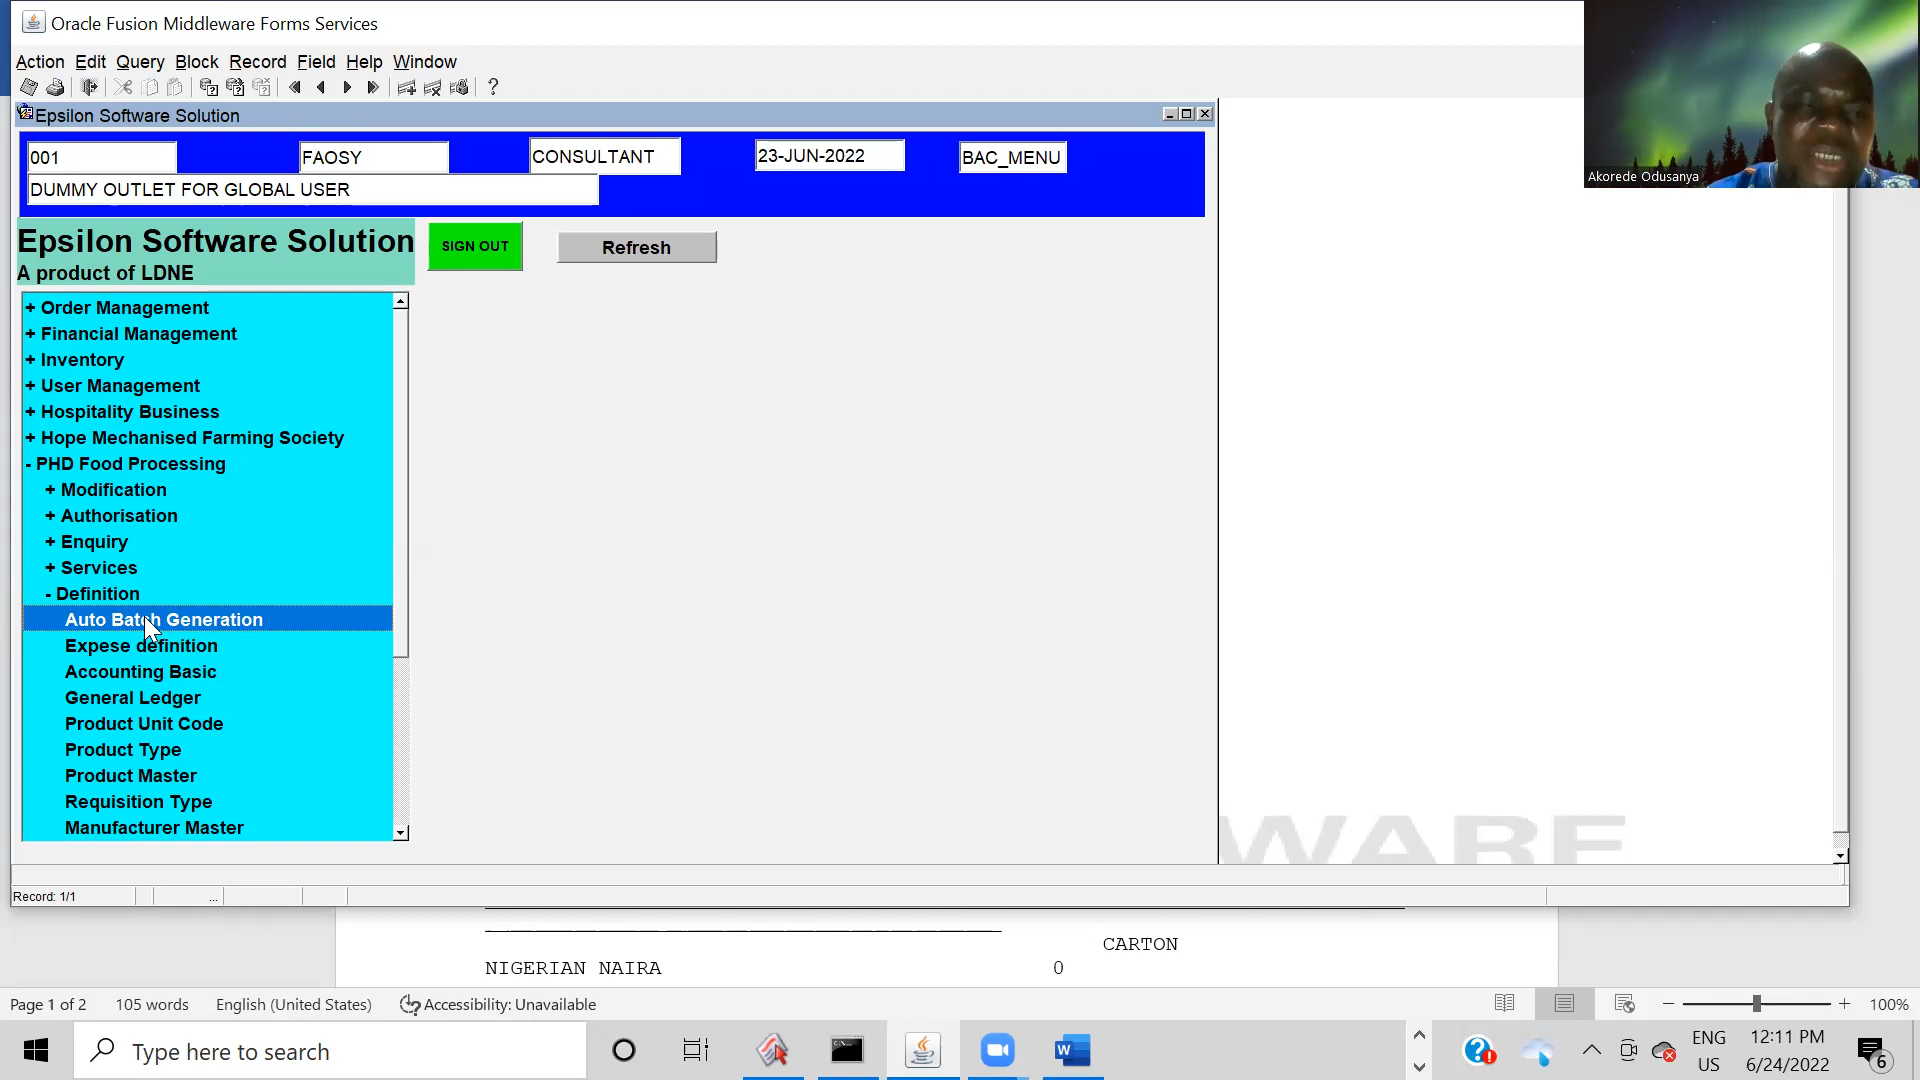 Oracle Fusion Middleware Forms Services
Action Edit Query Block Record Field Help Window
Epsilon Software Solution
001 FAOSY CONSULTANT 23-JUN-2022 BAC_MENU
DUMMY OUTLET FOR GLOBAL USER
Epsilon Software Solution
A product of LDNE
SIGN OUT
Refresh
+ Order Management
+ Financial Management
+ Inventory
+ User Management
+ Hospitality Business
+ Hope Mechanised Farming Society
- PHD Food Processing
+ Modification
+ Authorisation
+ Enquiry
+ Services
- Definition
Auto Batch Generation
Expese definition
Accounting Basic
General Ledger
Product Unit Code
Product Type
Product Master
Requisition Type
Manufacturer Master
Akorede Odusanya
WARE
Record: 1/1 ...
CARTON
NIGERIAN NAIRA 0
Page 1 of 2 105 words English (United States) Accessibility: Unavailable 100%
Type here to search
ENG
US
12:11 PM
6/24/2022
6